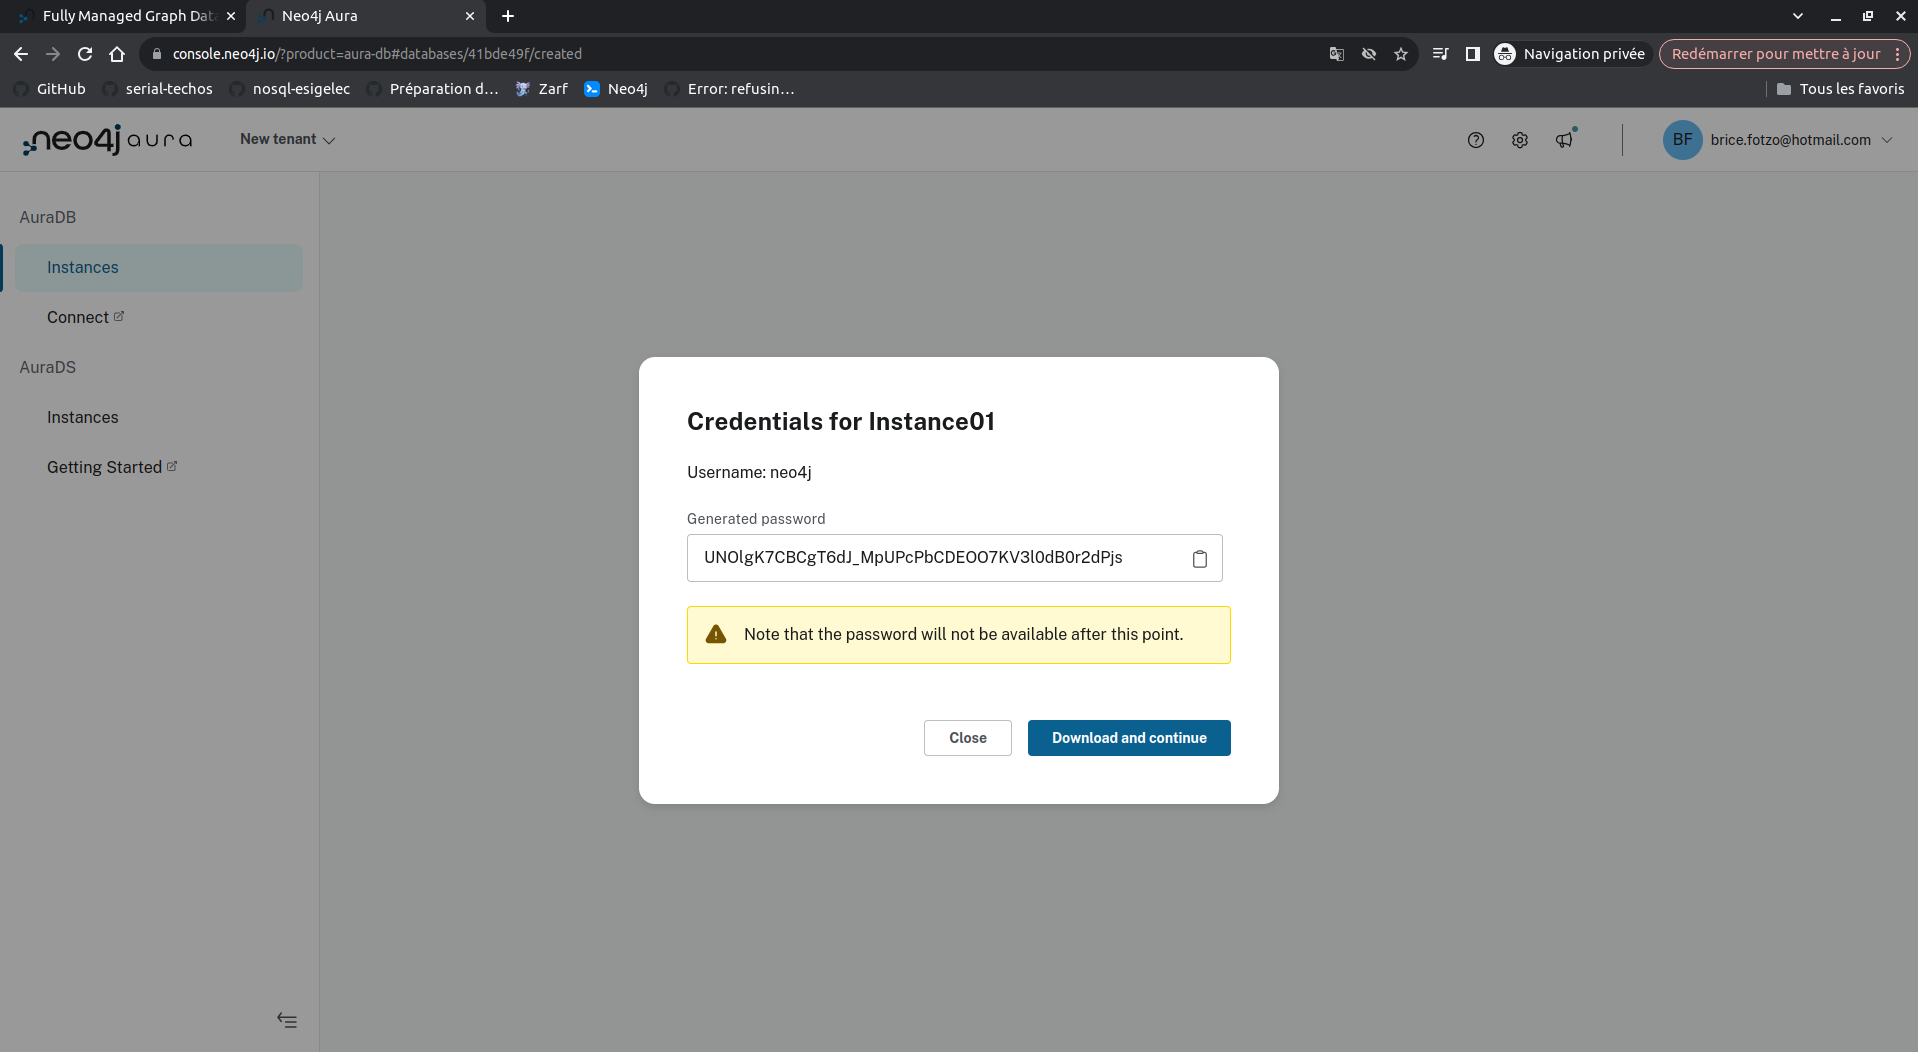 Fully Managed Graph Dat
Neo4j Aura
console.neo4j.io/?product=aura-db#databases/41bde49f/created
Navigation privée
Redémarrer pour mettre à jour
GitHub
serial-techos
nosql-esigelec
Préparation d...
Zarf
Neo4j
Error: refusin...
Tous les favoris
neo4j aura
New tenant
BF
brice.fotzo@hotmail.com
AuraDB
Instances
Connect
AuraDS
Instances
Getting Started
Credentials for Instance01
Username: neo4j
Generated password
UNOlgK7CBCgT6dJ_MpUPcPbCDEOO7KV3l0dB0r2dPjs
Note that the password will not be available after this point.
Close
Download and continue